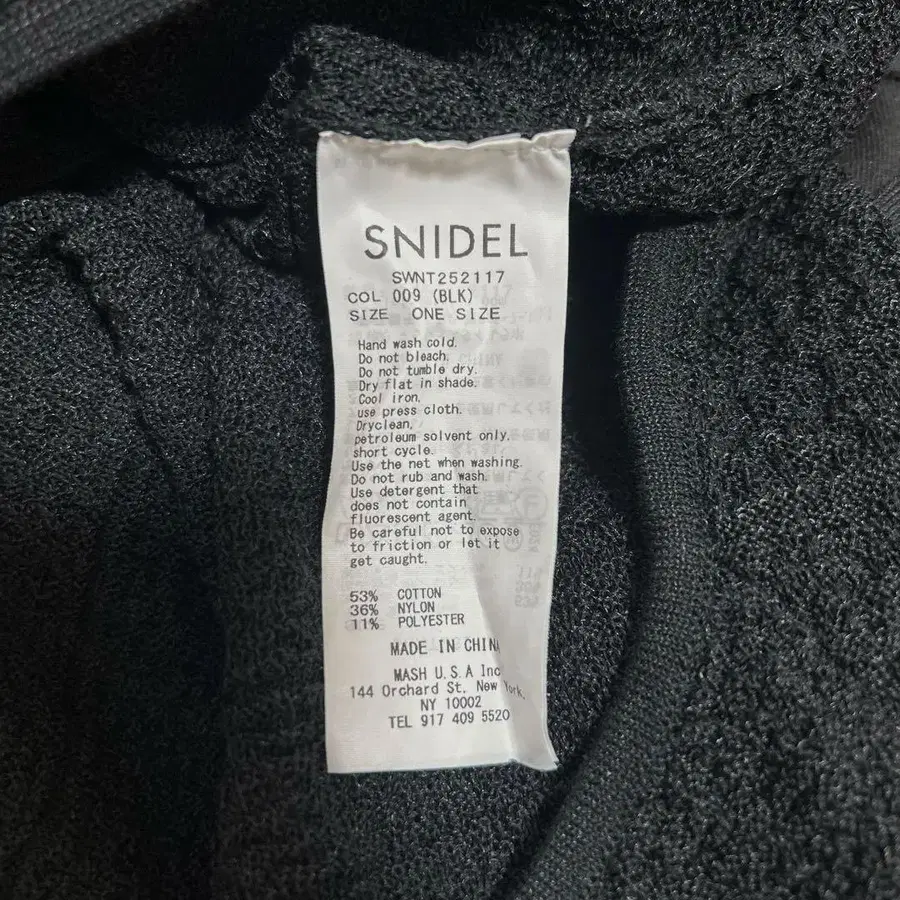 SNIDEL
SWNT252117
COL 009 (BLK)
SIZE ONE SIZE
Hand wash cold.
Do not bleach.
Do not tumble dry.
Dry flat in shade.
Cool iron,
use press cloth.
Dryclean,
petroleum solvent only,
short cycle.
Use the net when washing.
Do not rub and wash.
Use detergent that
does not contain
fluorescent agent.
Be careful not to expose
to friction or let it
get caught.
53% COTTON
36% NYLON
11% POLYESTER
MADE IN CHINA
MASH U.S.A Inc
144 Orchard St. New York,
NY 10002
TEL 917 409 5520